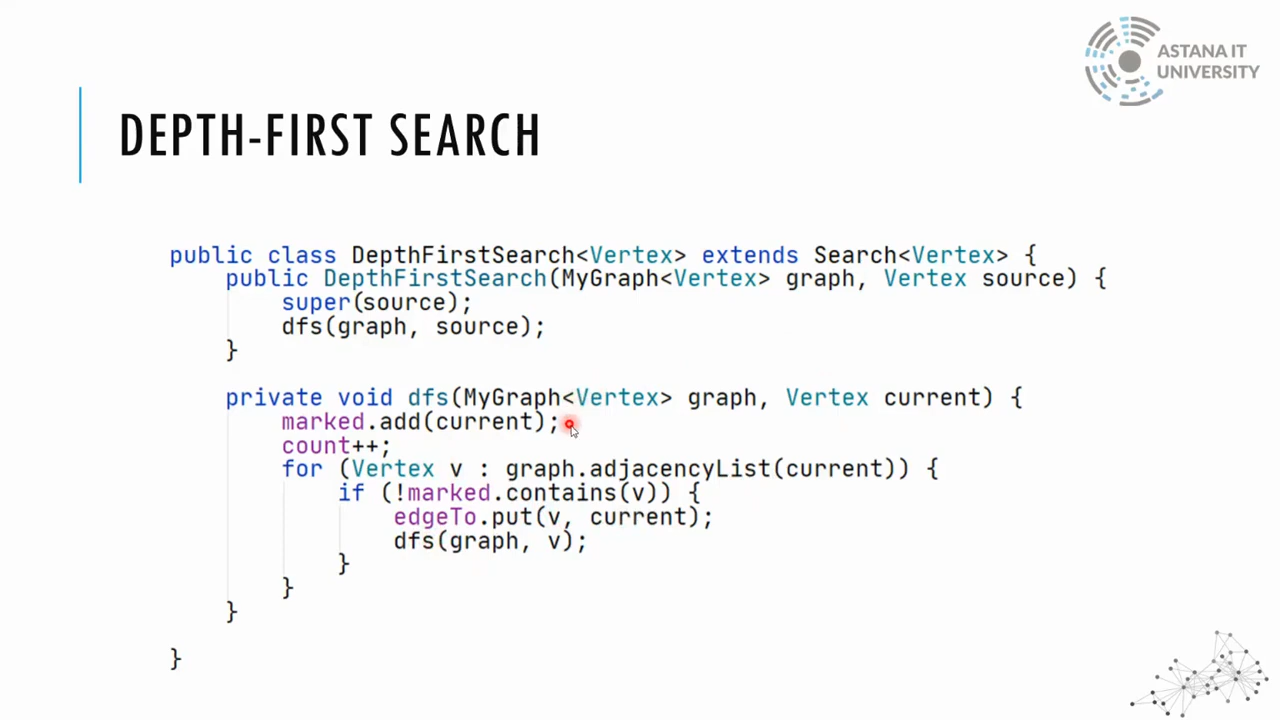 ASTANA IT
UNIVERSITY
DEPTH-FIRST SEARCH
public class DepthFirstSearch<Vertex> extends Search<Vertex> {
    public DepthFirstSearch(MyGraph<Vertex> graph, Vertex source) {
        super(source);
        dfs(graph, source);
    }
    private void dfs(MyGraph<Vertex> graph, Vertex current) {
        marked.add(current);
        count++;
        for (Vertex v : graph.adjacencyList(current)) {
            if (!marked.contains(v)) {
                edgeTo.put(v, current);
                dfs(graph, v);
            }
        }
    }
}